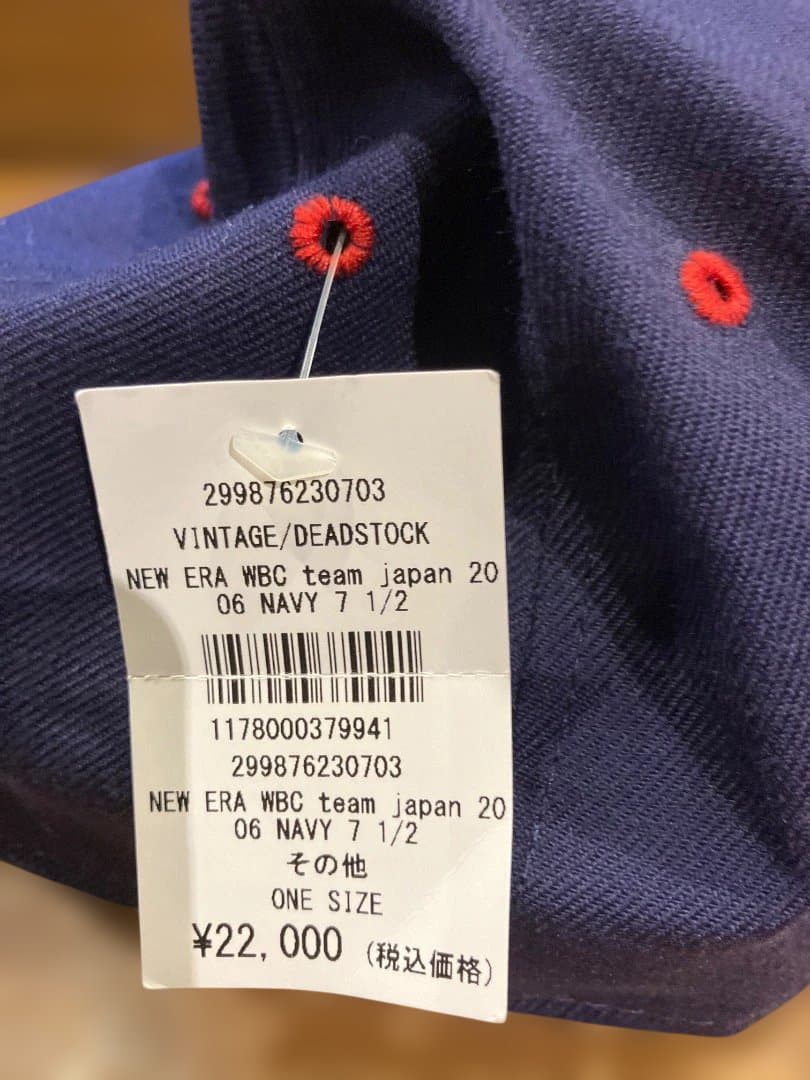 299876230703
VINTAGE/DEADSTOCK
NEW ERA WBC team japan 20
06 NAVY 7 1/2
1178000379941
299876230703
NEW ERA WBC team japan 20
06 NAVY 7 1/2
その他
ONE SIZE
¥22,000 (税込価格)